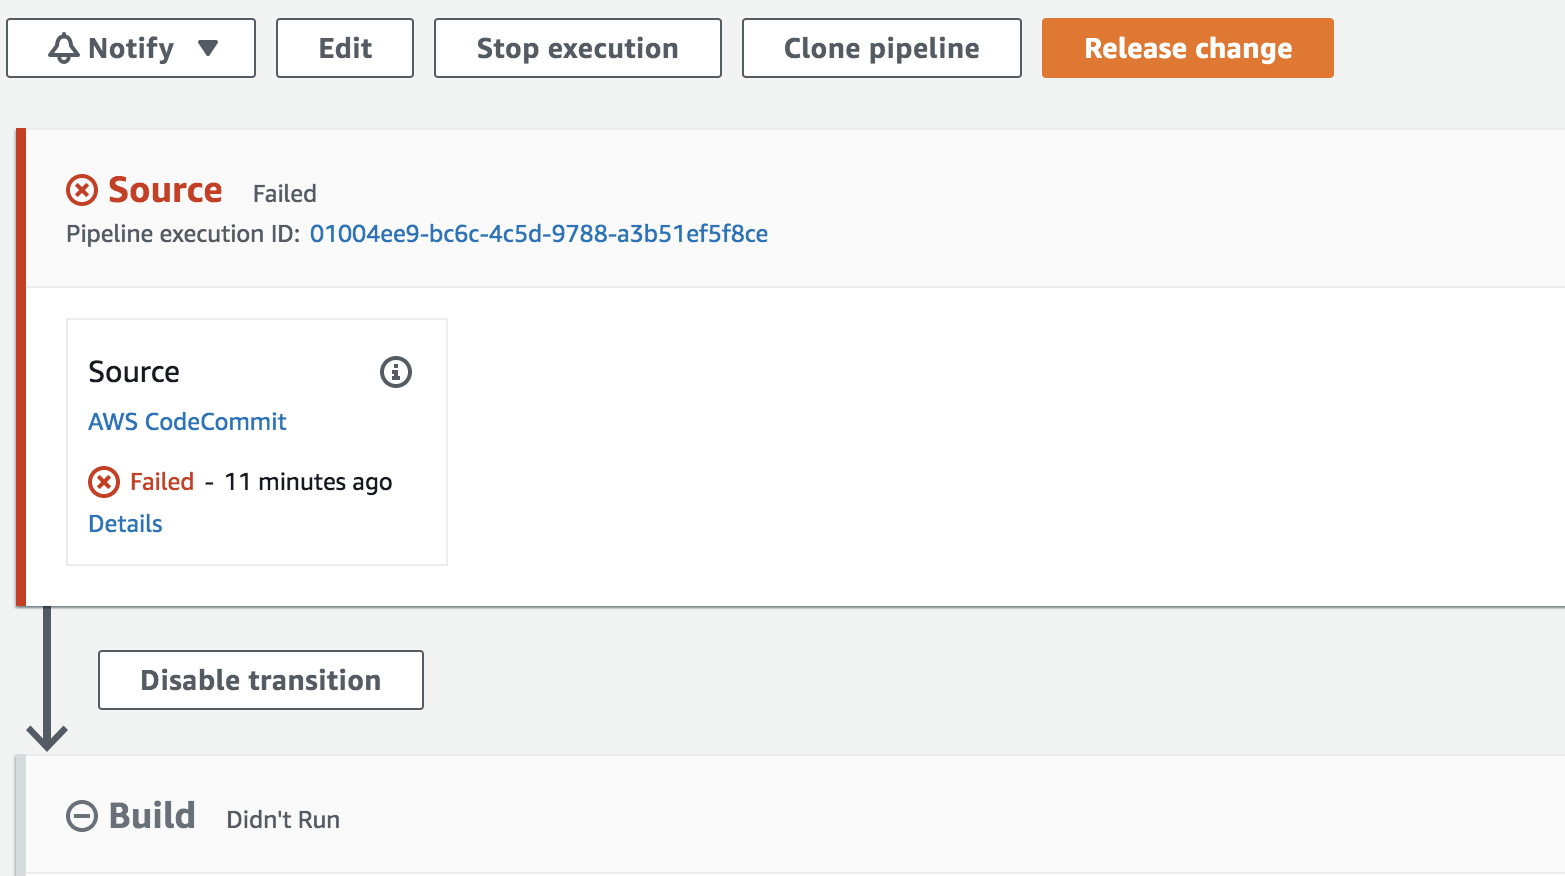 Notify
Edit
Stop execution
Clone pipeline
Release change
Source Failed
Pipeline execution ID: 01004ee9-bc6c-4c5d-9788-a3b51ef5f8ce
Source
AWS CodeCommit
Failed - 11 minutes ago
Details
Disable transition
Build Didn't Run